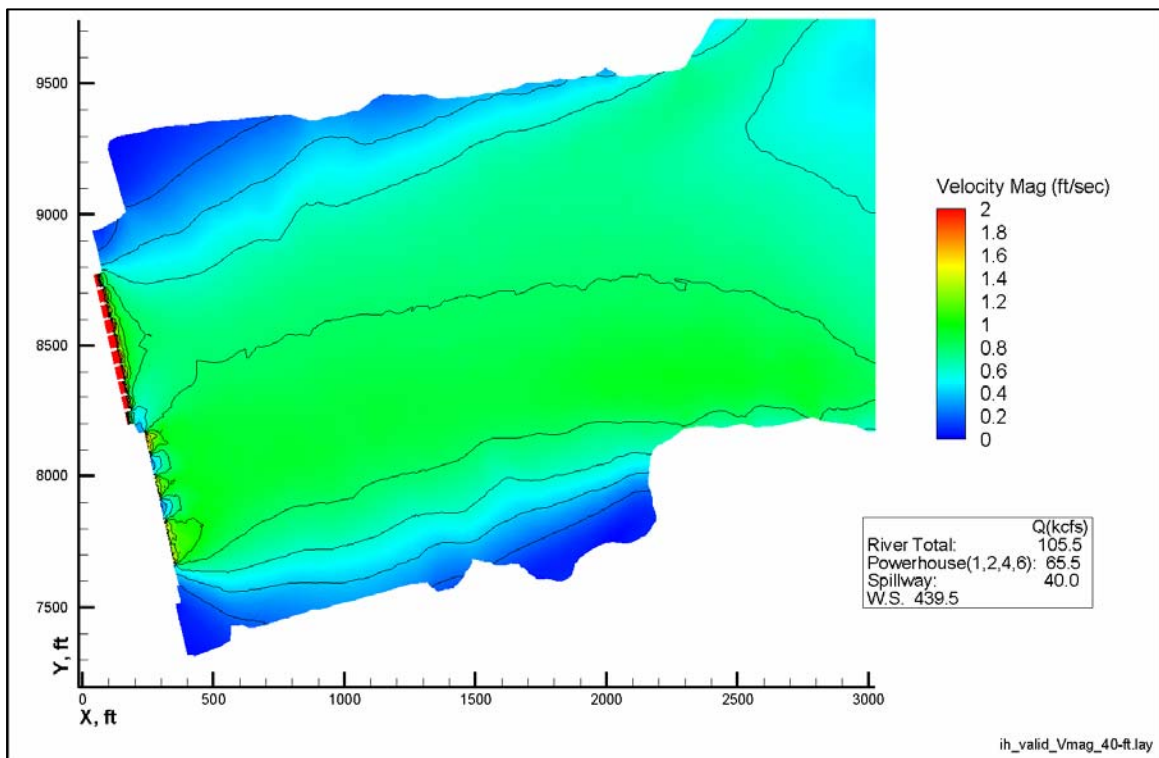 9500
9000
8500
8000
7500
Y, ft
0 500 1000 1500 2000 2500 3000
X, ft
Velocity Mag (ft/sec)
2
1.8
1.6
1.4
1.2
1
0.8
0.6
0.4
0.2
0
Q(kcfs)
River Total: 105.5
Powerhouse(1,2,4,6): 65.5
Spillway: 40.0
W.S. 439.5
ih_valid_Vmag_40-ft.lay